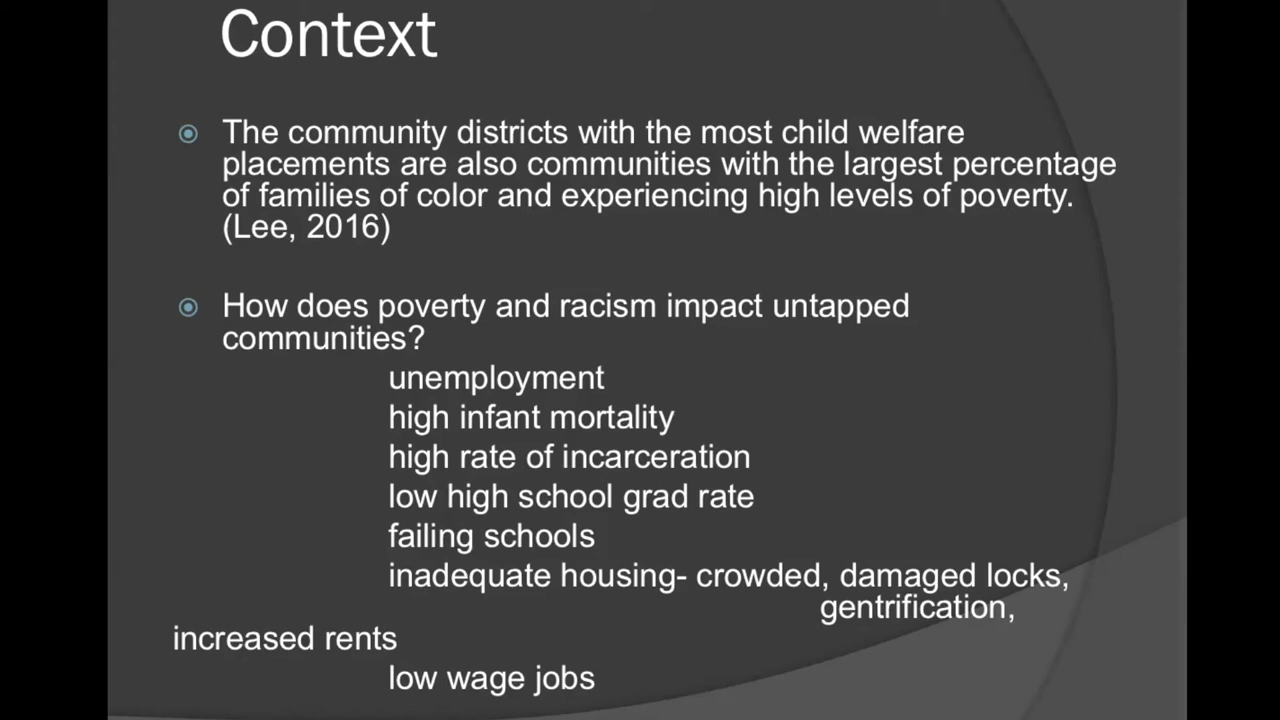 Context
The community districts with the most child welfare
placements are also communities with the largest percentage
of families of color and experiencing high levels of poverty.
(Lee, 2016)
How does poverty and racism impact untapped
communities?
unemployment
high infant mortality
high rate of incarceration
low high school grad rate
failing schools
inadequate housing- crowded, damaged locks,
gentrification,
increased rents
low wage jobs